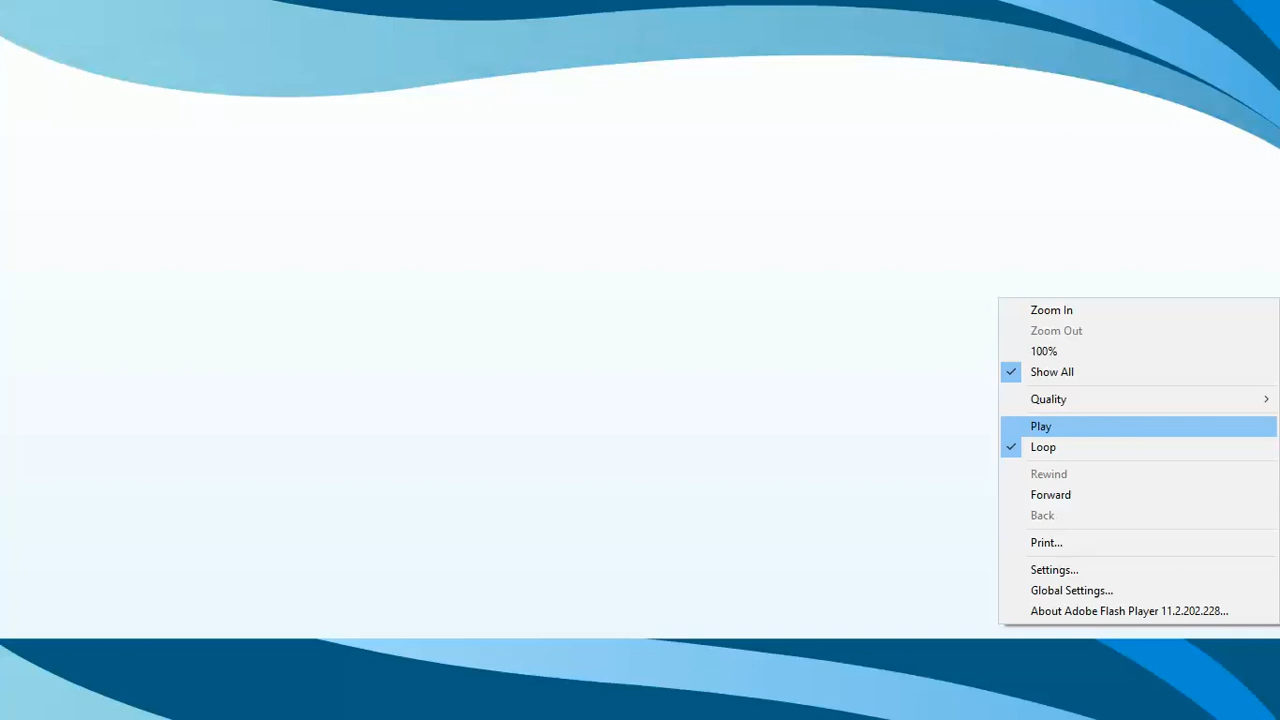 Zoom In
Zoom Out
100%
Show All
Quality
Play
Loop
Rewind
Forward
Back
Print...
Settings...
Global Settings...
About Adobe Flash Player 11.2.202.228...